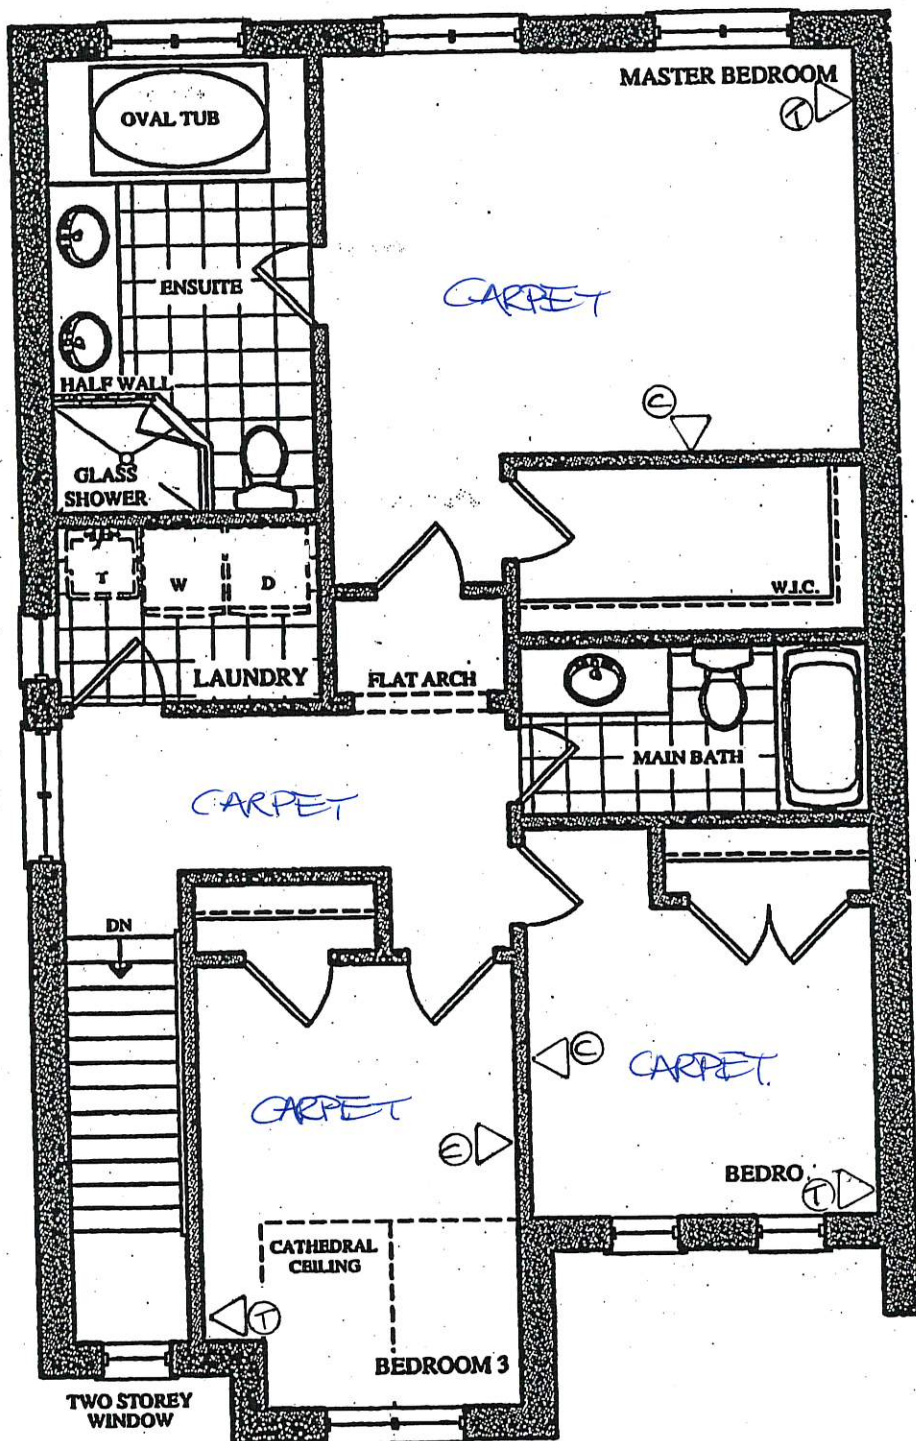 MASTER BEDROOM
T
OVAL TUB
CARPET
ENSUITE
HALF WALL
C
GLASS
SHOWER
T
W
D
W.I.C.
LAUNDRY
FLAT ARCH
MAIN BATH
CARPET
DN
C
CARPET.
CARPET
BEDRO
T
CATHEDRAL
CEILING
T
BEDROOM 3
TWO STOREY
WINDOW